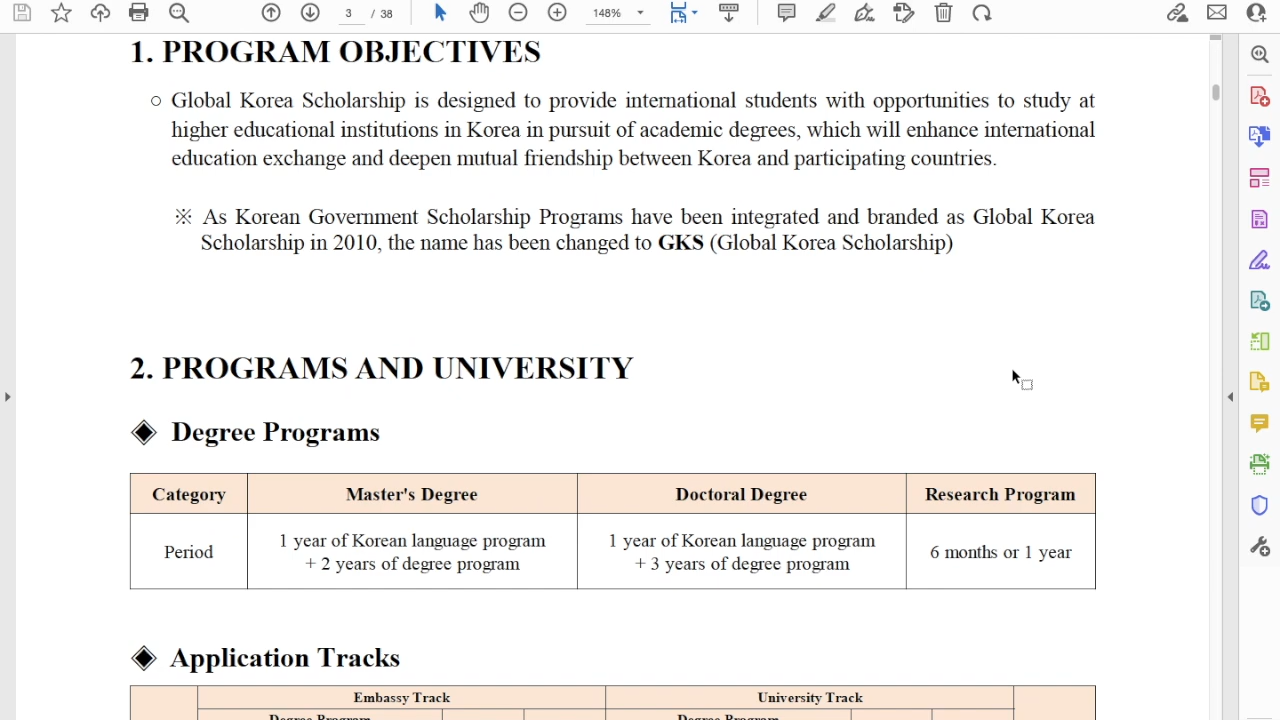 3 / 38 148%
1. PROGRAM OBJECTIVES
○ Global Korea Scholarship is designed to provide international students with opportunities to study at
higher educational institutions in Korea in pursuit of academic degrees, which will enhance international
education exchange and deepen mutual friendship between Korea and participating countries.
※ As Korean Government Scholarship Programs have been integrated and branded as Global Korea
Scholarship in 2010, the name has been changed to GKS (Global Korea Scholarship)
2. PROGRAMS AND UNIVERSITY
◈ Degree Programs
Category Master's Degree Doctoral Degree Research Program
Period 1 year of Korean language program 1 year of Korean language program 6 months or 1 year
+ 2 years of degree program + 3 years of degree program
◈ Application Tracks
Embassy Track University Track
Degree Program Degree Program